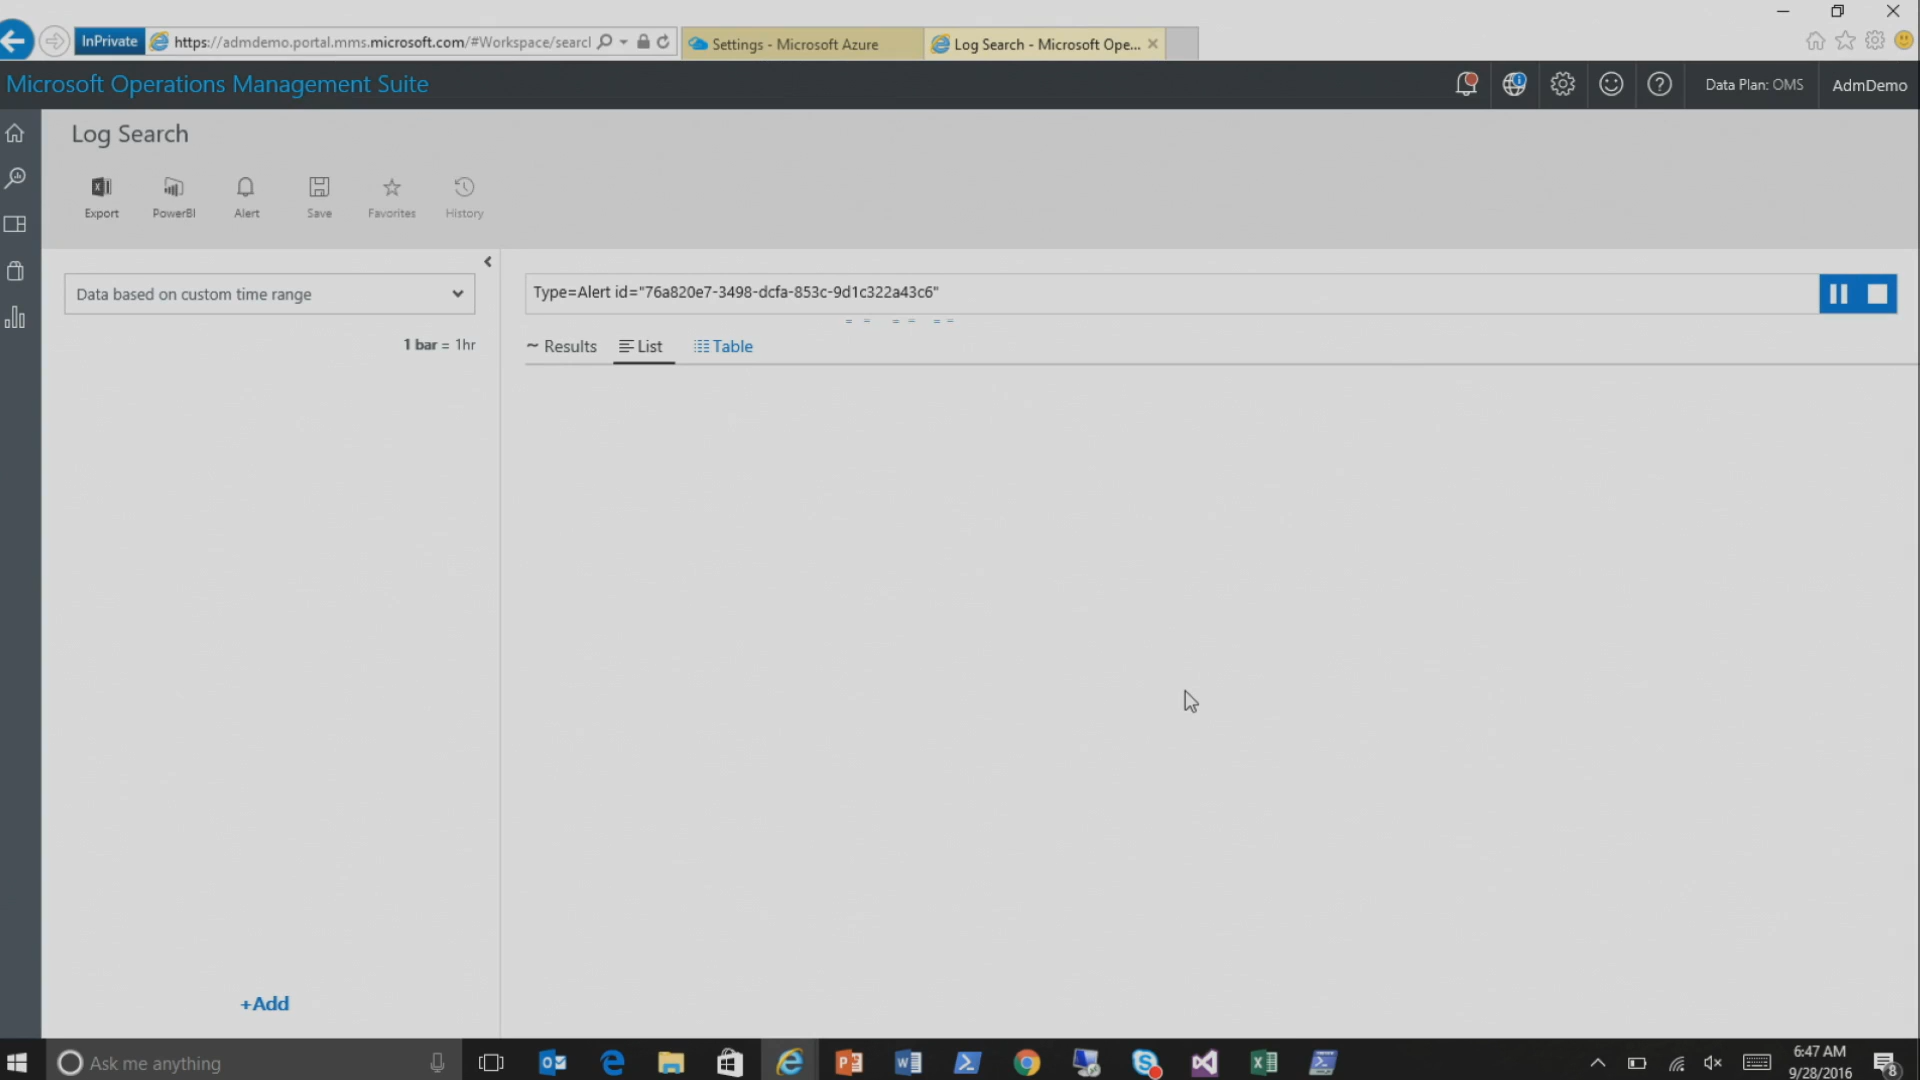 InPrivate
https://admdemo.portal.mms.microsoft.com/#Workspace/searcl
Settings - Microsoft Azure
Log Search - Microsoft Ope...
Microsoft Operations Management Suite
Data Plan: OMS
AdmDemo
Log Search
Export
PowerBI
Alert
Save
Favorites
History
Data based on custom time range
1 bar = 1hr
Type=Alert id="76a820e7-3498-dcfa-853c-9d1c322a43c6"
~ Results
List
Table
+Add
Ask me anything
6:47 AM
9/28/2016
8